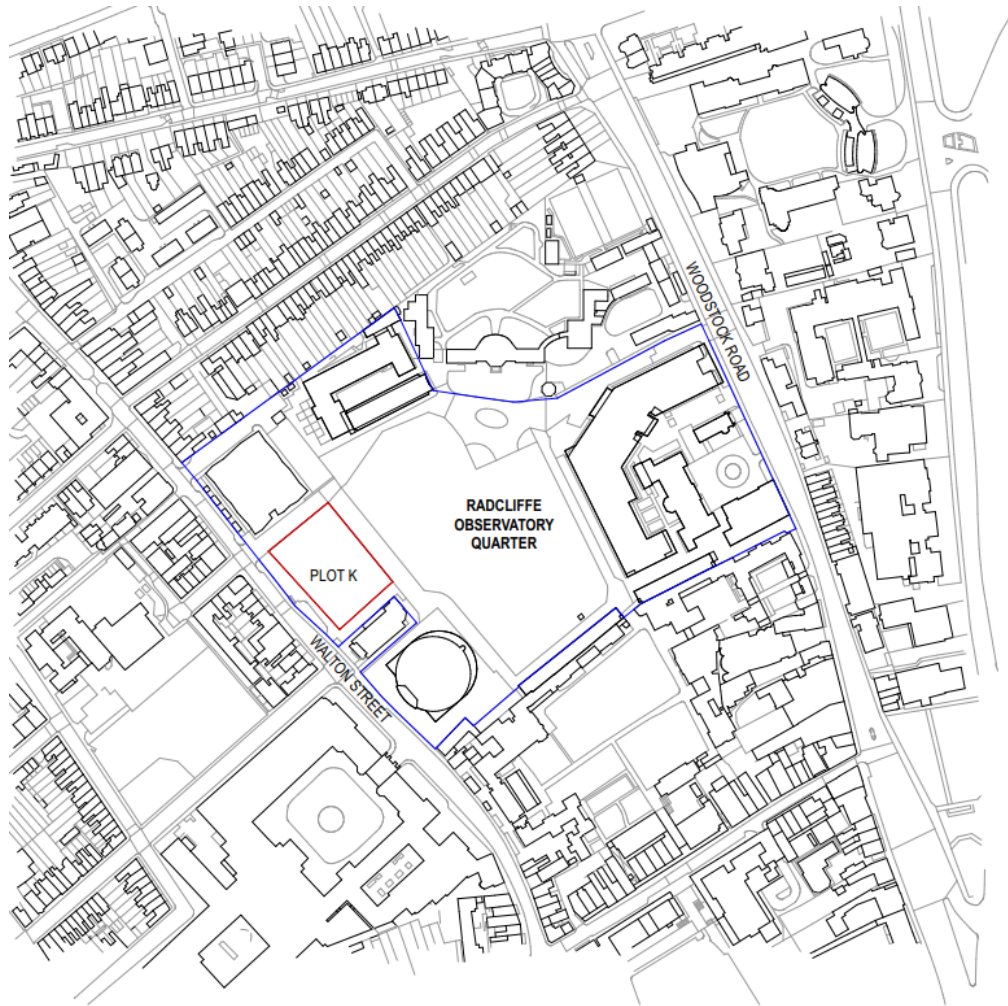 WOODSTOCK ROAD
RADCLIFFE
OBSERVATORY
QUARTER
PLOT K
WALTON STREET